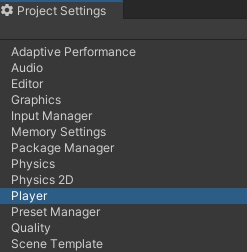 Project Settings
Adaptive Performance
Audio
Editor
Graphics
Input Manager
Memory Settings
Package Manager
Physics
Physics 2D
Player
Preset Manager
Quality
Scene Template